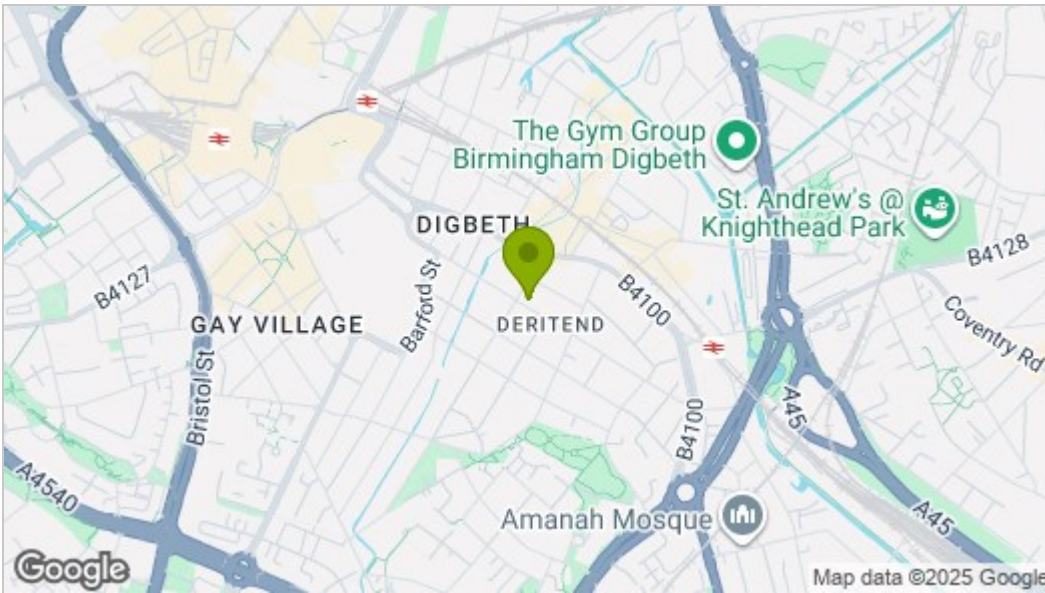 The Gym Group
Birmingham Digbeth
St. Andrew's @
Knighthead Park
DIGBETH
B4128
B4127
Barford St
B4100
GAY VILLAGE
DERITEND
Coventry Rd
Bristol St
A45
B4100
A4540
Amanah Mosque
A45
Google
Map data ©2025 Google